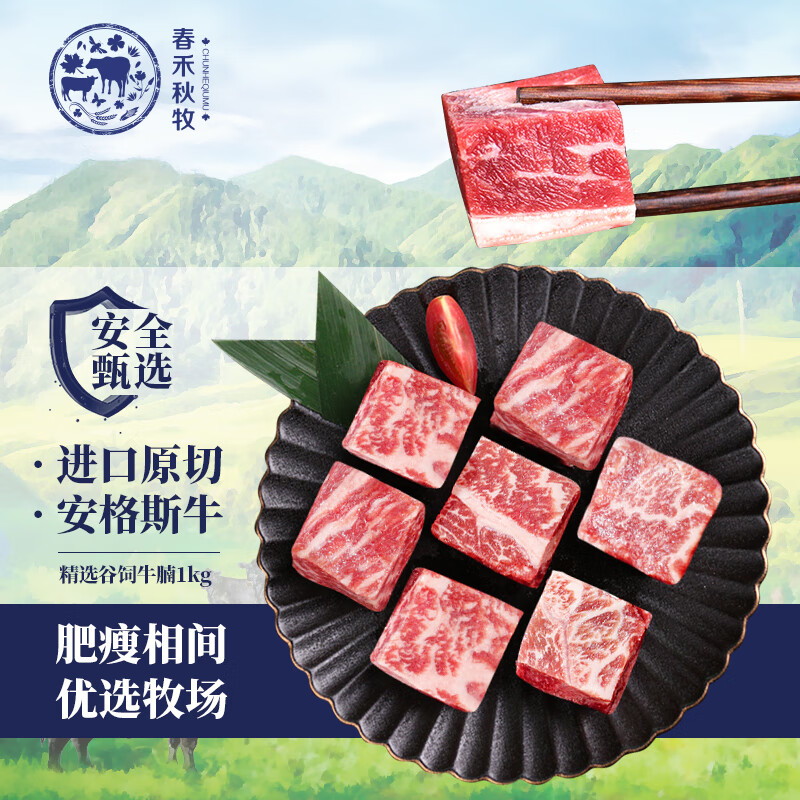 春禾秋牧
CHUNHEQIUMU
安全
甄选
·进口原切
·安格斯牛
精选谷饲牛腩1kg
肥瘦相间
优选牧场